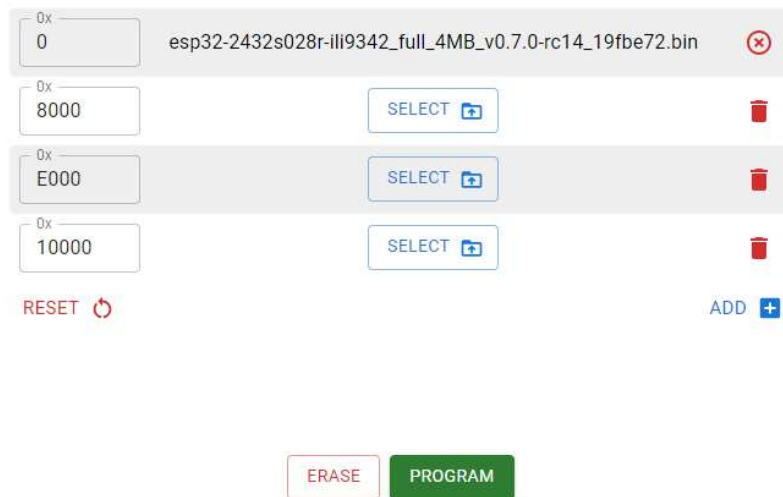 0x
0 esp32-2432s028r-ili9342_full_4MB_v0.7.0-rc14_19fbe72.bin
0x
8000 SELECT
0x
E000 SELECT
0x
10000 SELECT
RESET ADD
ERASE PROGRAM